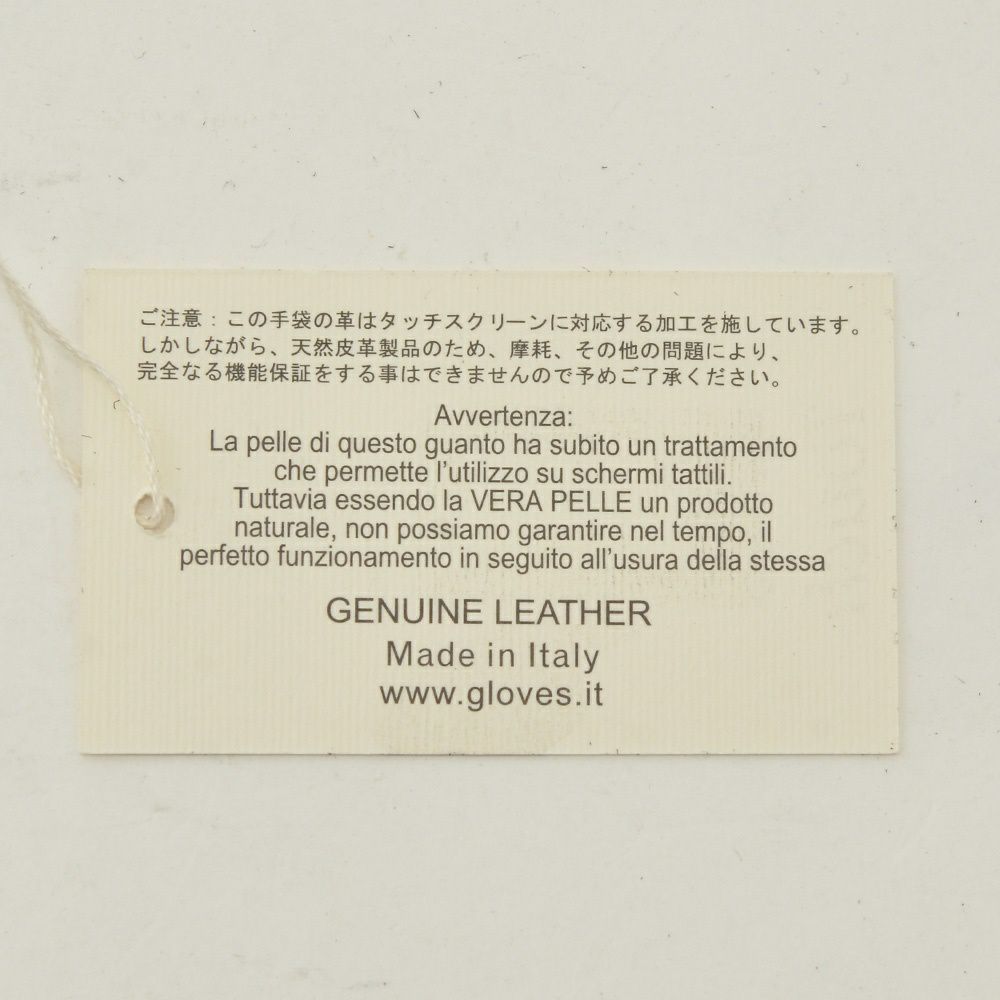 ご注意：この手袋の革はタッチスクリーンに対応する加工を施しています。
しかしながら、天然皮革製品のため、摩耗、その他の問題により、
完全なる機能保証をする事はできませんので予めご了承ください。
Avvertenza:
La pelle di questo guanto ha subito un trattamento
che permette l'utilizzo su schermi tattili.
Tuttavia essendo la VERA PELLE un prodotto
naturale, non possiamo garantire nel tempo, il
perfetto funzionamento in seguito all'usura della stessa
GENUINE LEATHER
Made in Italy
www.gloves.it